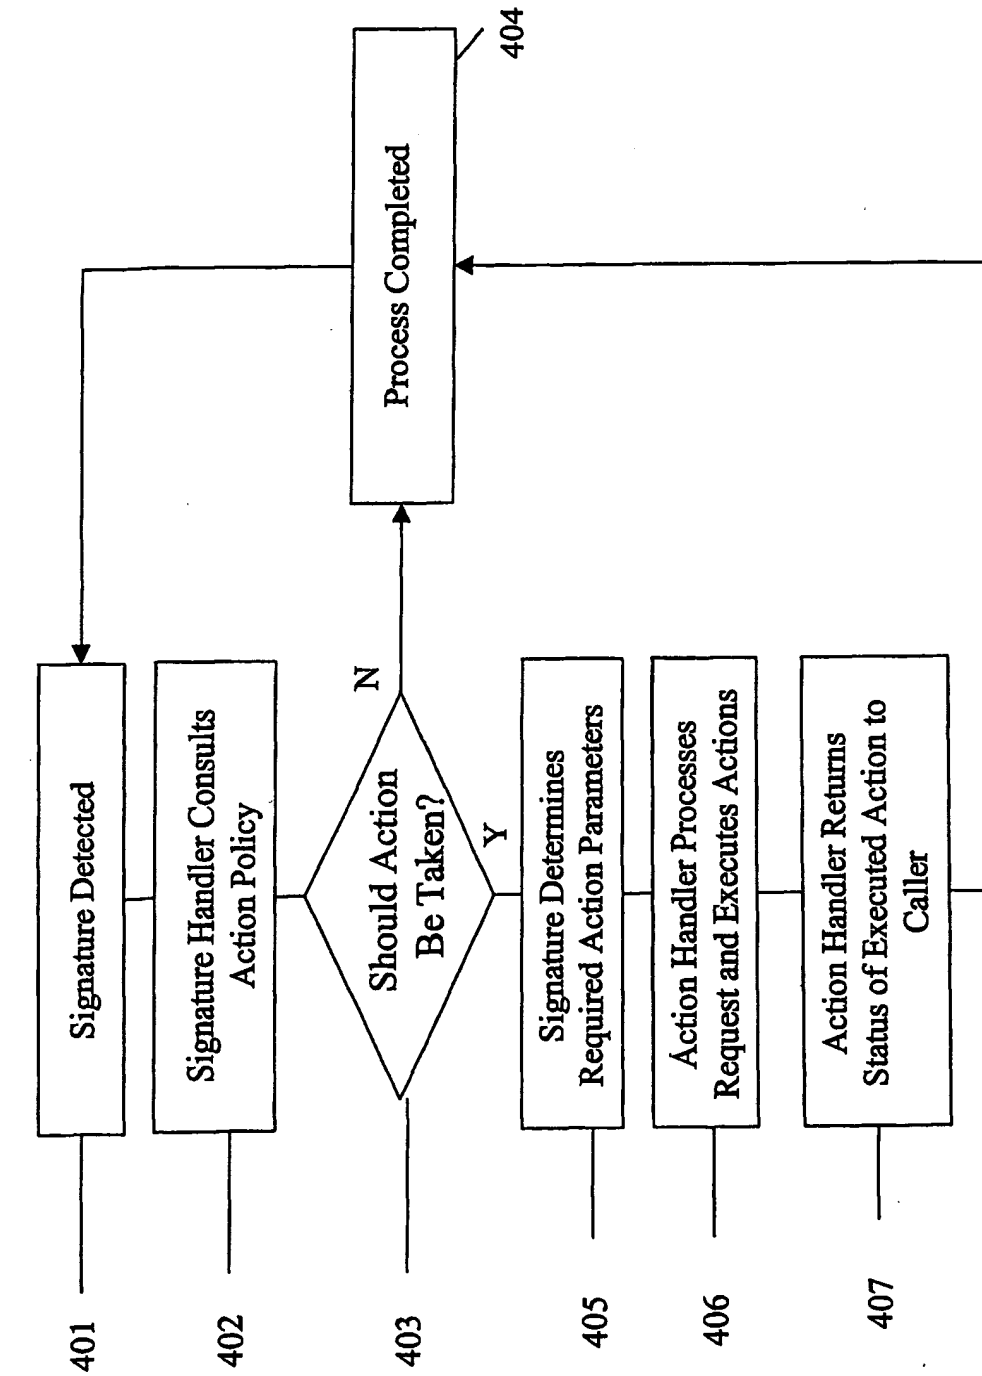 401
Signature Detected
402
Signature Handler Consults
Action Policy
403
Should Action
Be Taken?
N
Y
Process Completed
404
405
Signature Determines
Required Action Parameters
406
Action Handler Processes
Request and Executes Actions
407
Action Handler Returns
Status of Executed Action to
Caller